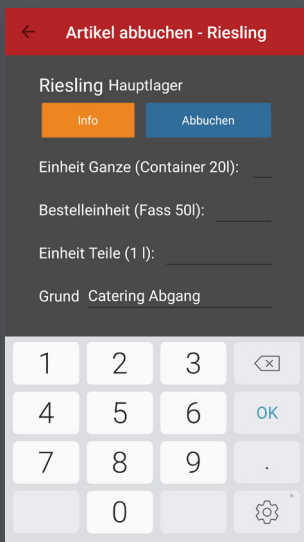 Artikel abbuchen - Riesling
Riesling Hauptlager
Info Abbuchen
Einheit Ganze (Container 20l):
Bestelleinheit (Fass 50l):
Einheit Teile (1 l):
Grund Catering Abgang
1 2 3
4 5 6 OK
7 8 9 .
0